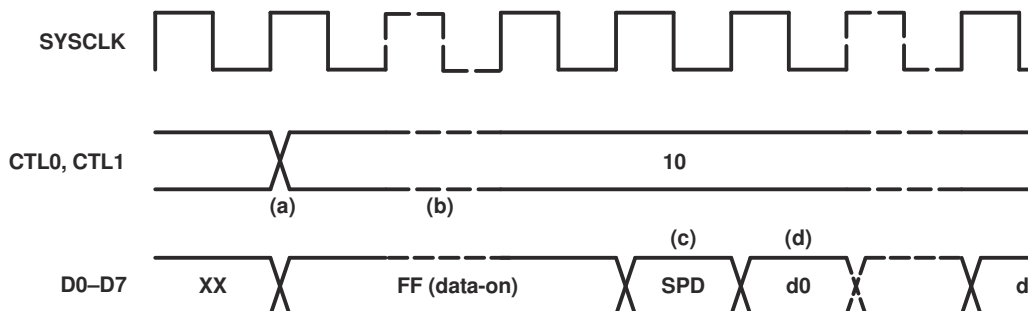 SYSCLK
CTL0, CTL1
10
(a)
(b)
(c)
(d)
D0–D7
XX
FF (data-on)
SPD
d0
d